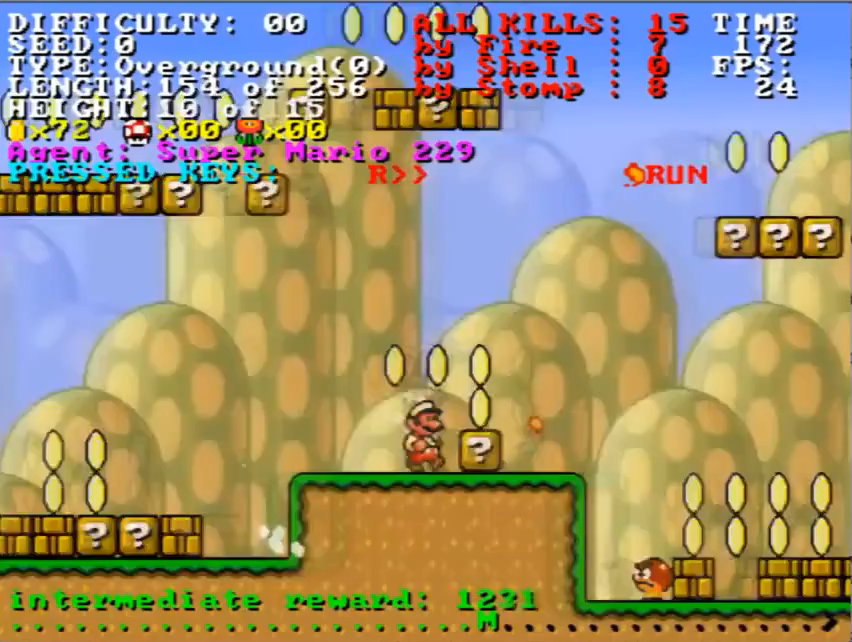 DIFFICULTY: 00
SEED:0
TYPE:Overground(0)
LENGTH:154 of 256
HEIGHT:10 of 15
x72 x00 x00
Agent: Super Mario 229
PRESSED KEYS: R>> RUN
ALL KILLS: 15
by Fire : 7
by Shell : 0
by Stomp : 8
TIME
172
FPS:
24
? ? ? ?
? ? ?
?
? ?
intermediate reward: 1231
M